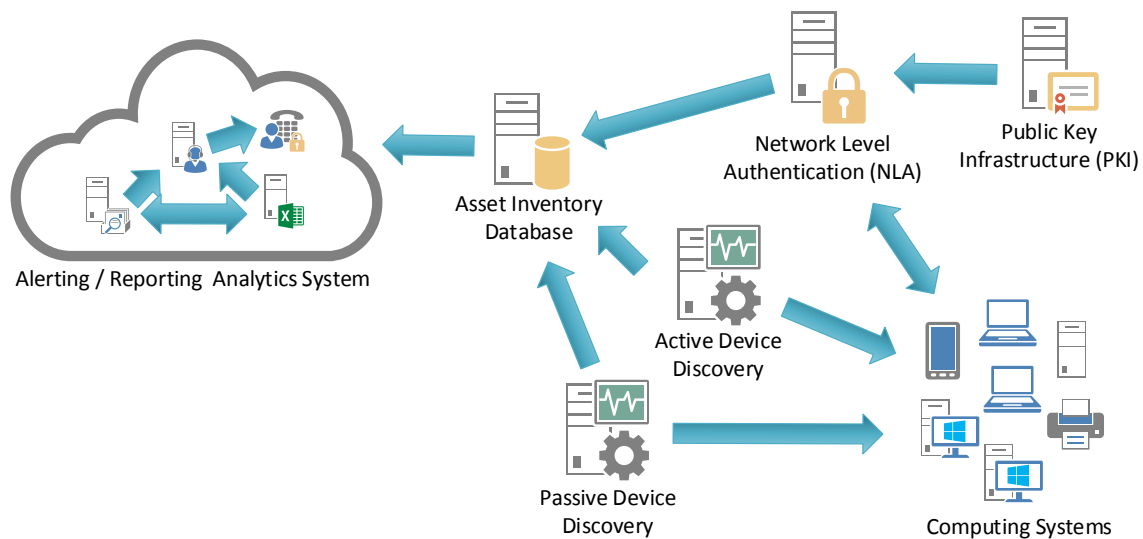 Network Level
Authentication (NLA)
Public Key
Infrastructure (PKI)
Asset Inventory
Database
Alerting / Reporting  Analytics System
Active Device
Discovery
X
Passive Device
Discovery
Computing Systems